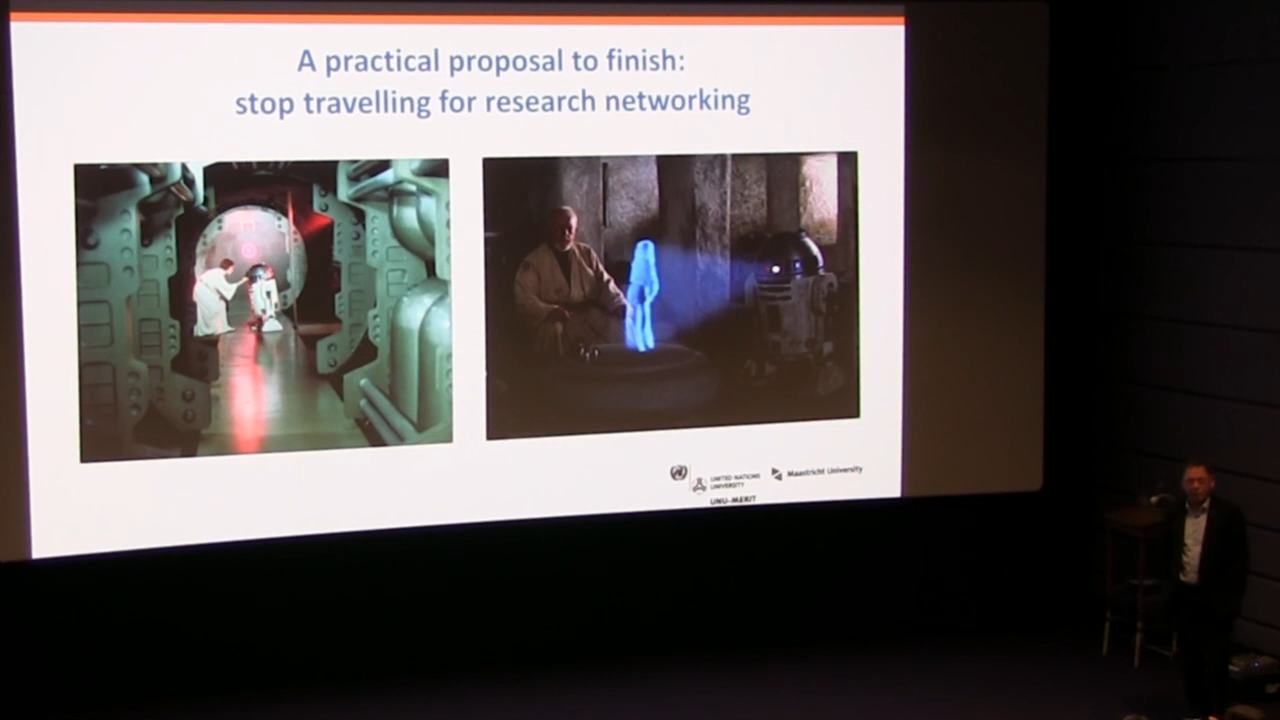 A practical proposal to finish:
stop travelling for research networking
UNITED NATIONS
UNIVERSITY
UNU-MERIT
Maastricht University